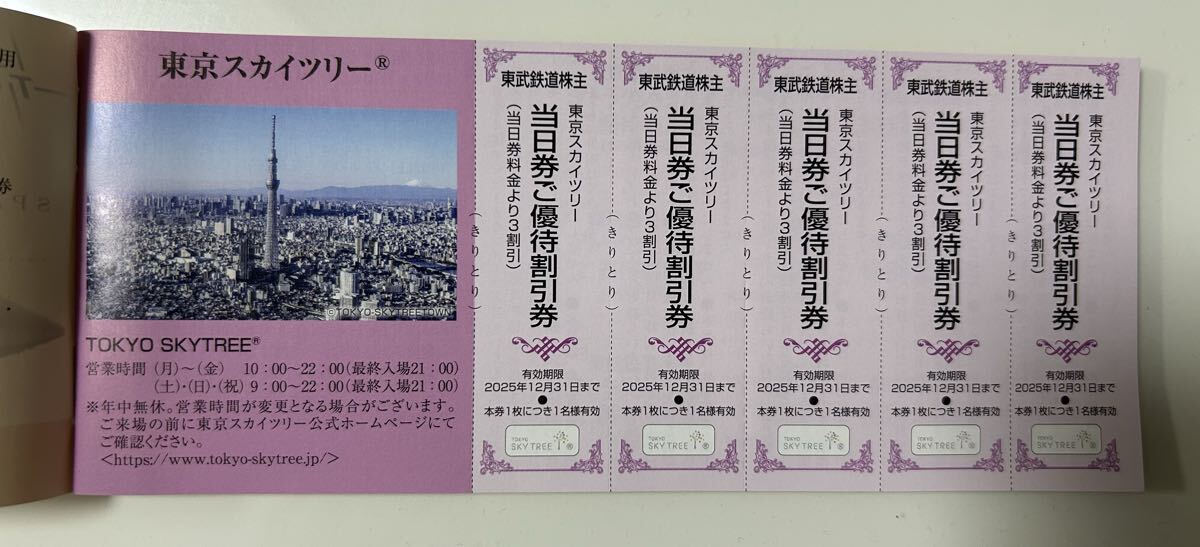 用
券
東京スカイツリー®
©TOKYO-SKYTREETOWN
TOKYO SKYTREE®
営業時間 (月)〜(金) 10:00〜22:00(最終入場21:00)
(土)・(日)・(祝) 9:00〜22:00(最終入場21:00)
※年中無休。営業時間が変更となる場合がございます。
ご来場の前に東京スカイツリー公式ホームページにて
ご確認ください。
<https://www.tokyo-skytree.jp/>
(きりとり)
東武鉄道株主
東京スカイツリー
当日券ご優待割引券
(当日券料金より3割引)
有効期限
2025年12月31日まで
本券1枚につき1名様有効
TOKYO
SKYTREE®
(きりとり)
東武鉄道株主
東京スカイツリー
当日券ご優待割引券
(当日券料金より3割引)
有効期限
2025年12月31日まで
本券1枚につき1名様有効
TOKYO
SKYTREE®
(きりとり)
東武鉄道株主
東京スカイツリー
当日券ご優待割引券
(当日券料金より3割引)
有効期限
2025年12月31日まで
本券1枚につき1名様有効
TOKYO
SKYTREE®
(きりとり)
東武鉄道株主
東京スカイツリー
当日券ご優待割引券
(当日券料金より3割引)
有効期限
2025年12月31日まで
本券1枚につき1名様有効
TOKYO
SKYTREE®
(きりとり)
東武鉄道株主
東京スカイツリー
当日券ご優待割引券
(当日券料金より3割引)
有効期限
2025年12月31日まで
本券1枚につき1名様有効
TOKYO
SKYTREE®